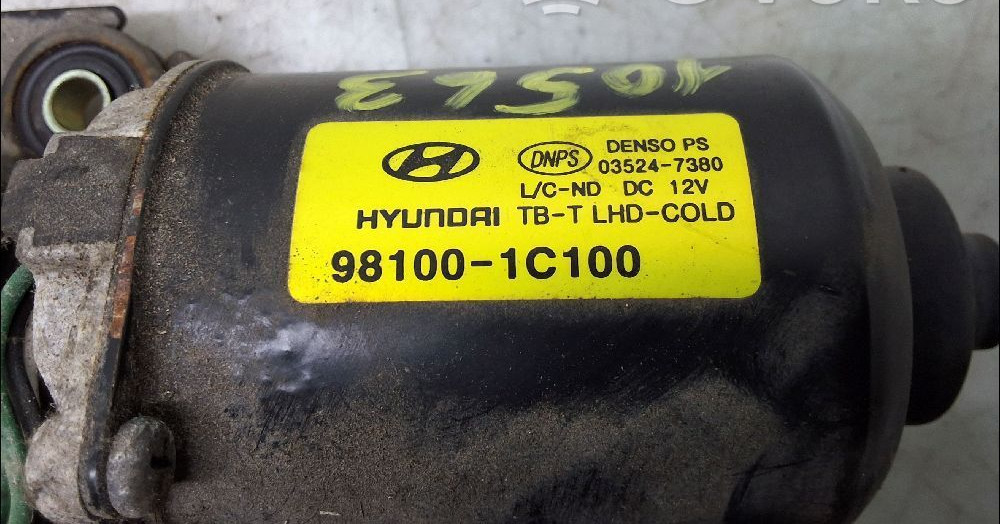 10563
DENSO PS
DNPS 03524-7380
L/C-ND DC 12V
HYUNDAI TB-T LHD-COLD
98100-1C100